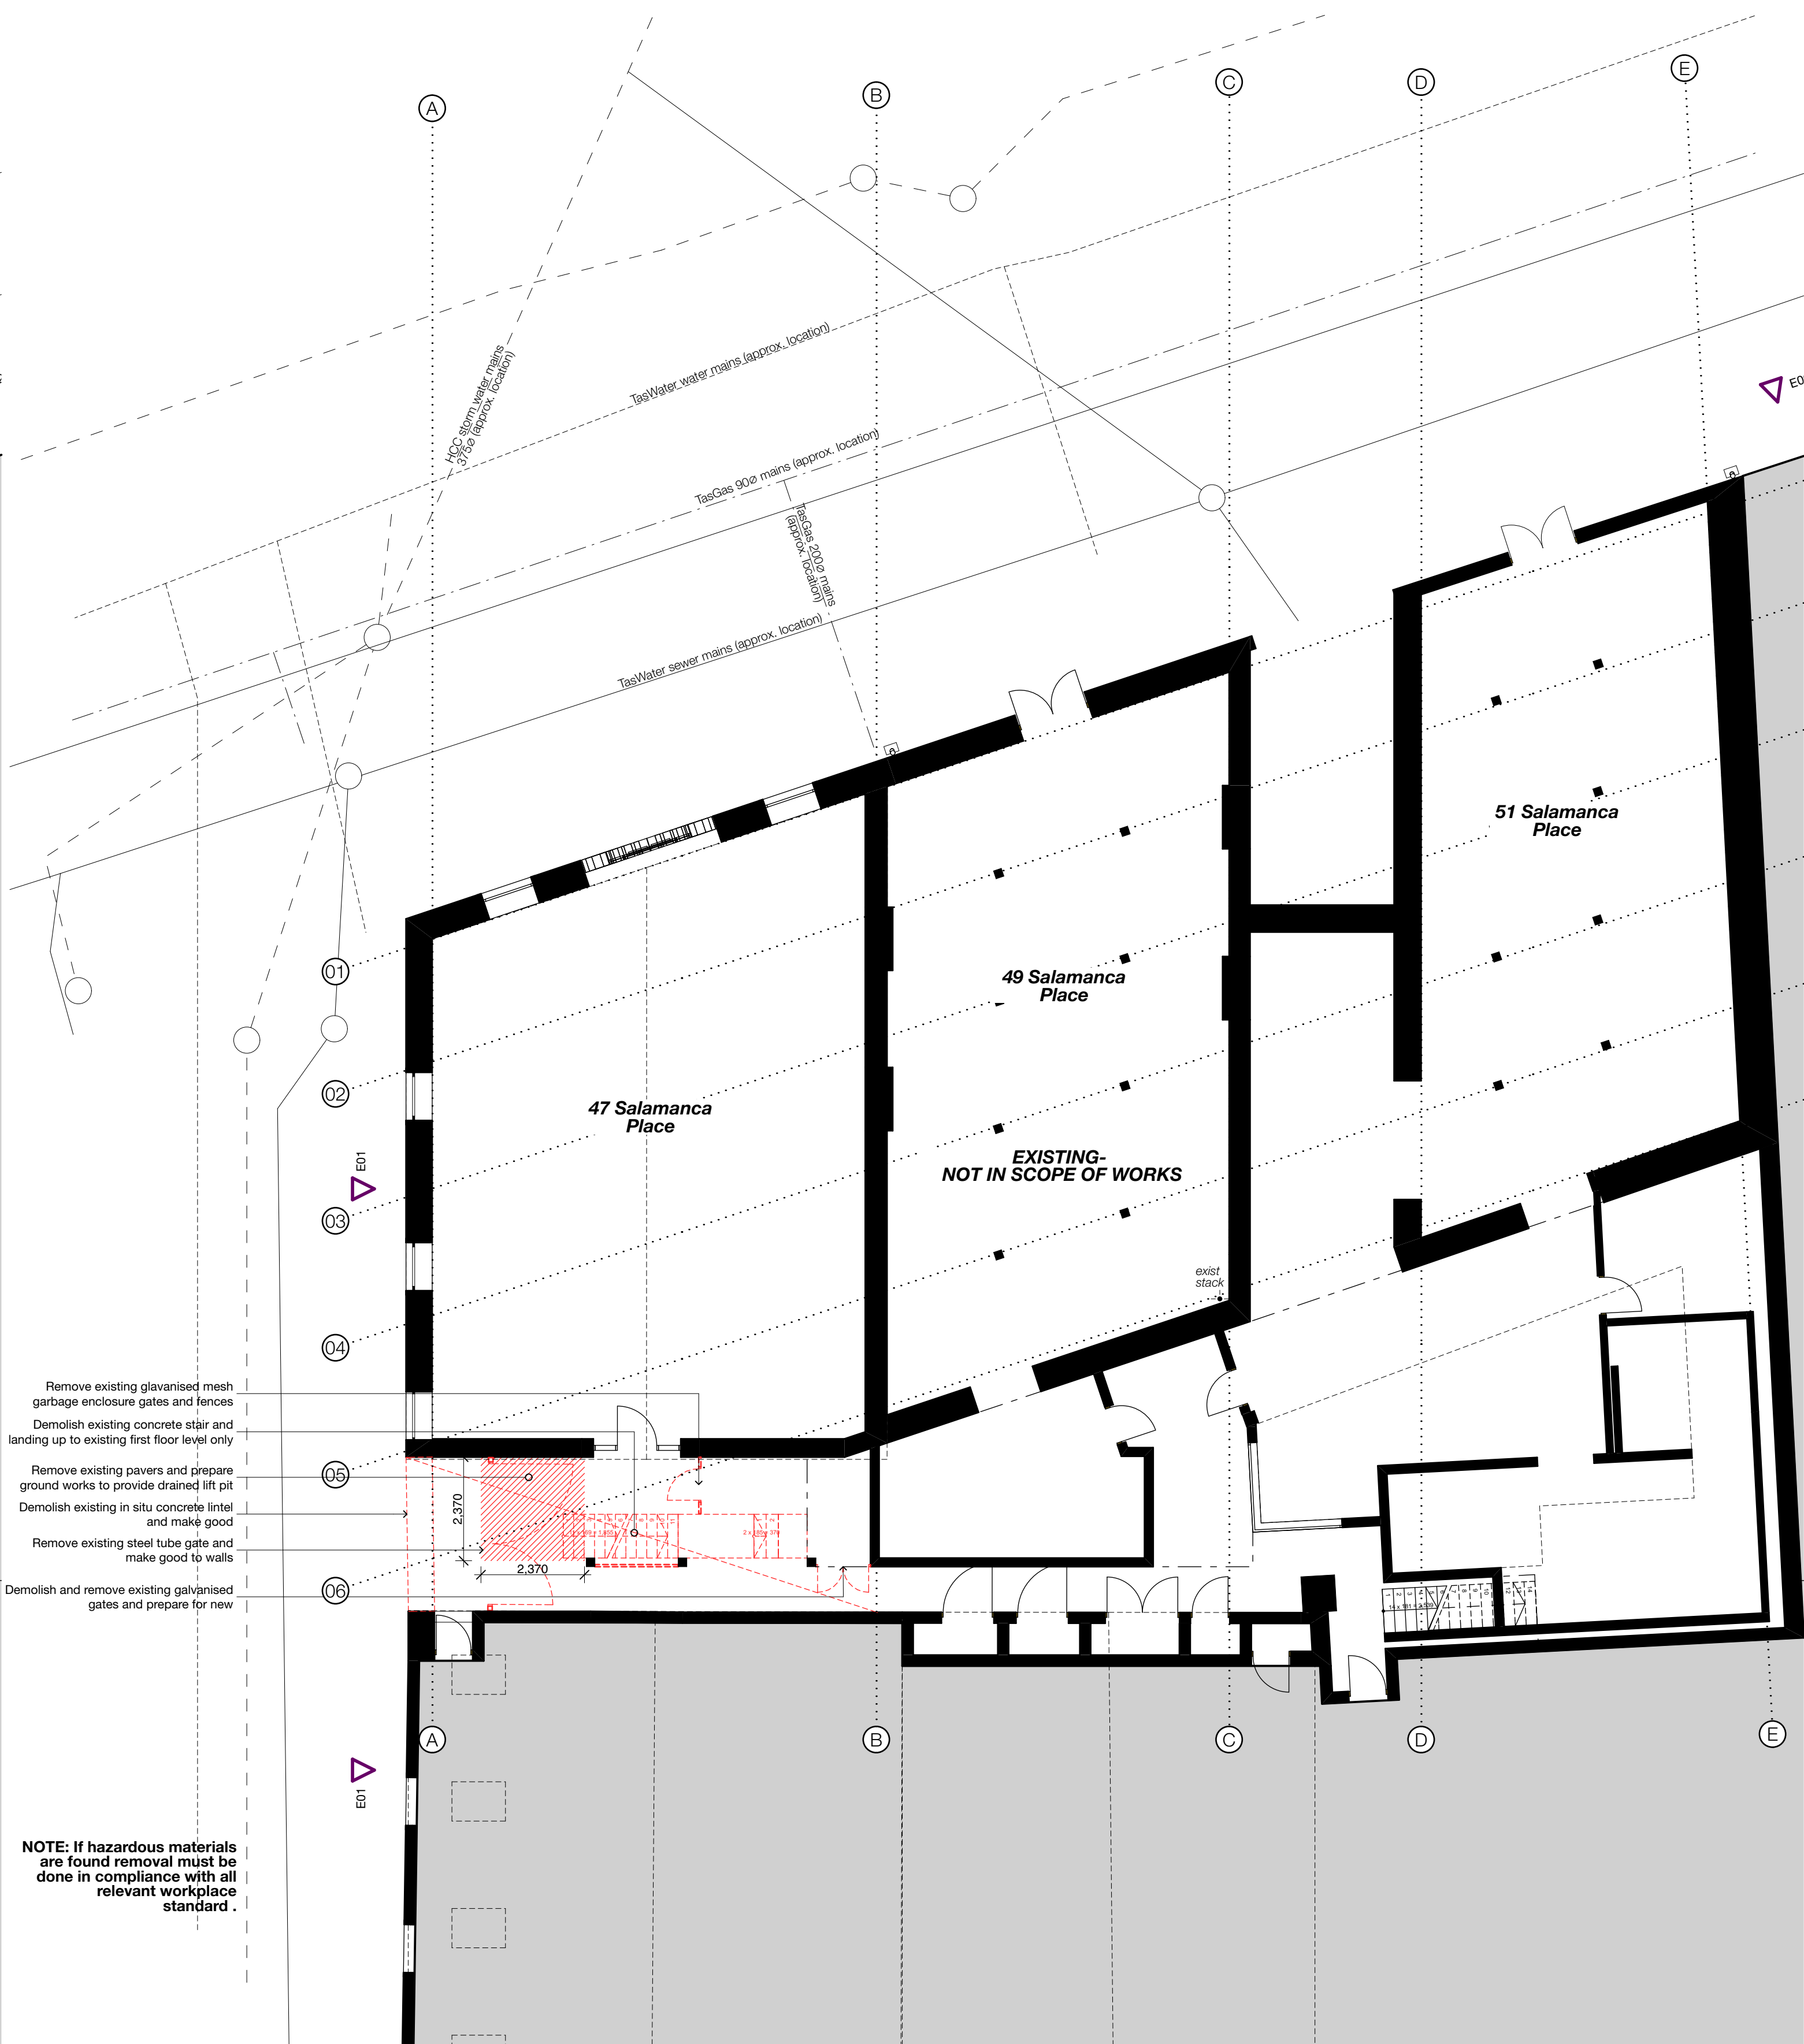 A
B
C
D
E
HCC storm water mains
375ø (approx. location)
TasWater water mains (approx. location)
TasGas 90ø mains (approx. location)
TasGas 200ø mains
(approx. location)
TasWater sewer mains (approx. location)
51 Salamanca
Place
49 Salamanca
Place
47 Salamanca
Place
EXISTING-
NOT IN SCOPE OF WORKS
01
02
E01
03
04
05
06
exist
stack
Remove existing glavanised mesh
garbage enclosure gates and fences
Demolish existing concrete stair and
landing up to existing first floor level only
Remove existing pavers and prepare
ground works to provide drained lift pit
Demolish existing in situ concrete lintel
and make good
Remove existing steel tube gate and
make good to walls
Demolish and remove existing galvanised
gates and prepare for new
2,370
2,370
14 x 181 = 2,539
A
B
C
D
E
E01
NOTE: If hazardous materials
are found removal must be
done in compliance with all
relevant workplace
standard .